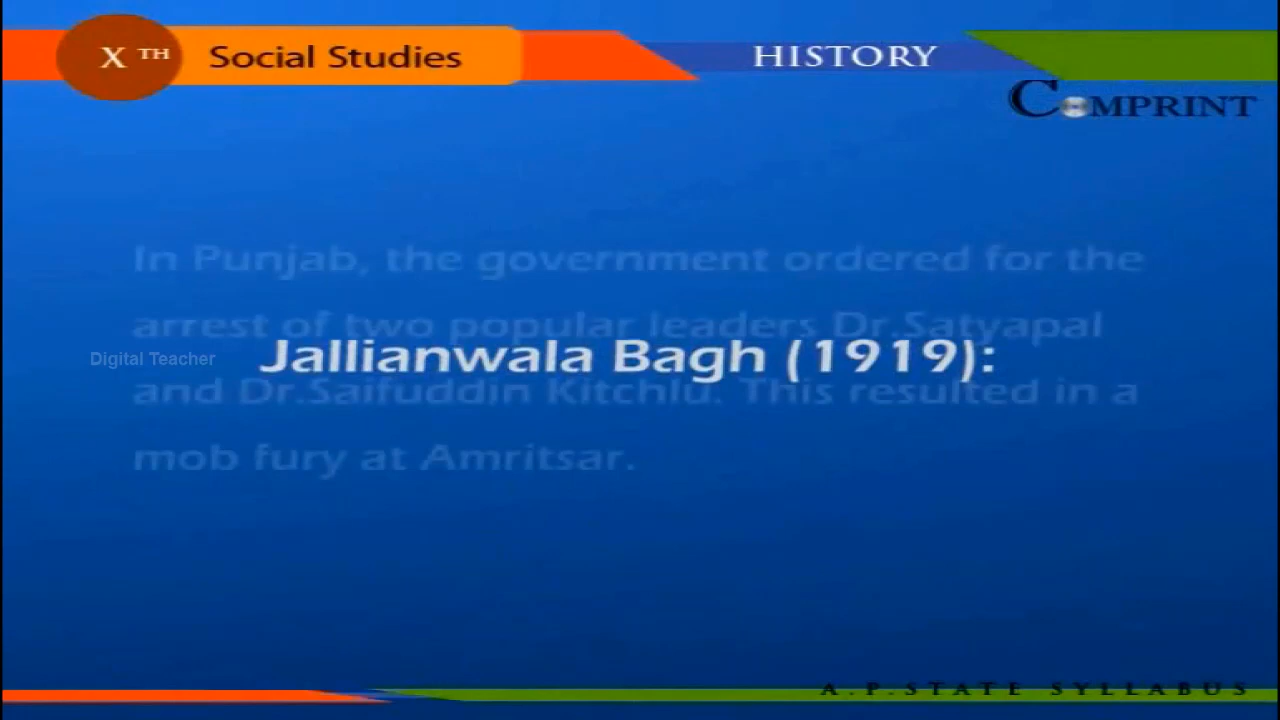 X TH Social Studies HISTORY
COMPRINT
In Punjab, the government ordered for the
arrest of two popular leaders Dr.Satyapal
Digital Teacher
Jallianwala Bagh (1919):
and Dr.Saifuddin Kitchlu. This resulted in a
mob fury at Amritsar.
A.P.STATE SYLLABUS